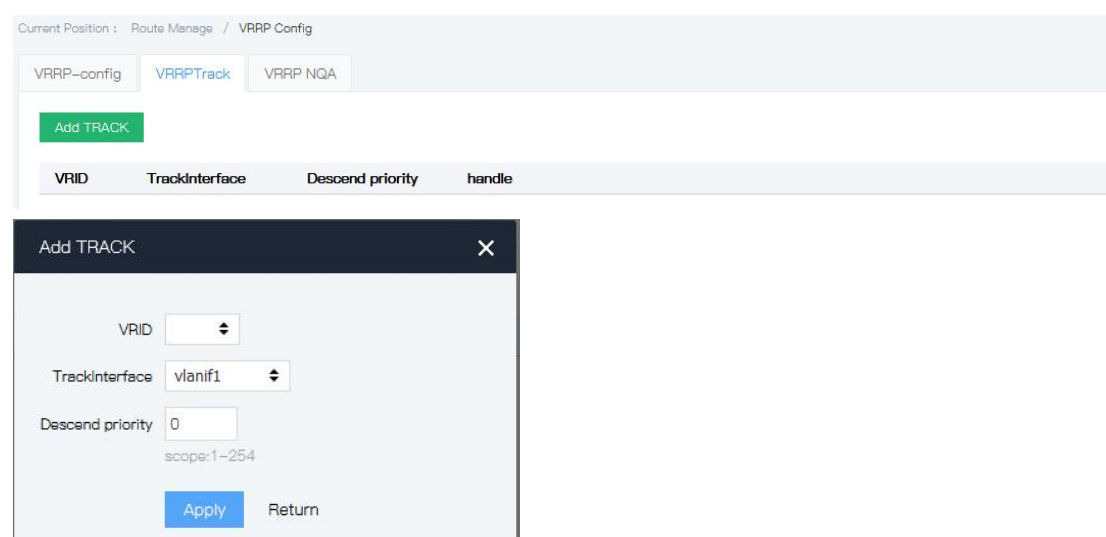 Current Position : Route Manage / VRRP Config
VRRP-config VRRPTrack VRRP NQA
Add TRACK
VRID TrackInterface Descend priority handle
Add TRACK
VRID
TrackInterface vlanif1
Descend priority 0
scope:1-254
Apply Return